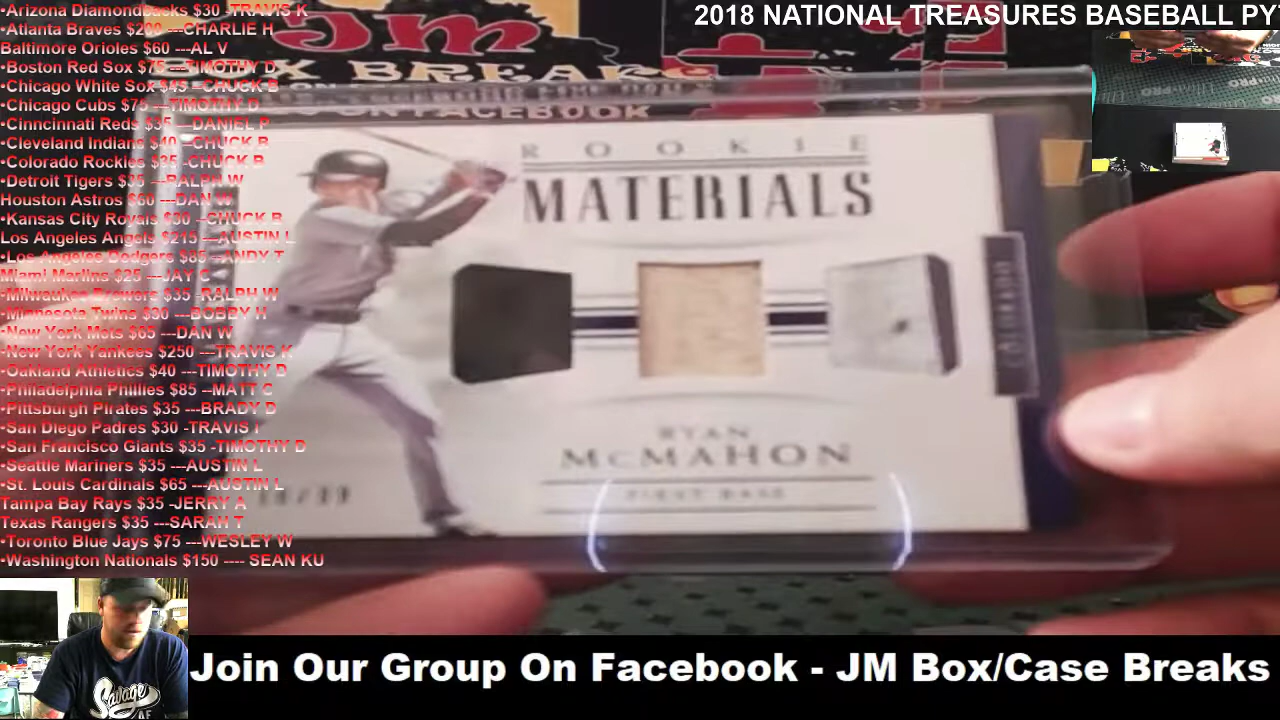 2018 NATIONAL TREASURES BASEBALL PY
•Arizona Diamondbacks $30 -TRAVIS K
•Atlanta Braves $200 ---CHARLIE H
Baltimore Orioles $60 ---AL V
•Boston Red Sox $75 ---TIMOTHY D
•Chicago White Sox $45 --CHUCK B
•Chicago Cubs $75 ---TIMOTHY D
•Cinncinnati Reds $35 ---DANIEL P
•Cleveland Indians $40 --CHUCK B
•Colorado Rockies $35 -CHUCK B
•Detroit Tigers $35 ---RALPH W
Houston Astros $60 ---DAN W
•Kansas City Royals $30 --CHUCK B
Los Angeles Angels $215 ---AUSTIN L
•Los Angeles Dodgers $85 --ANDY T
Miami Marlins $25 ---JAY C
•Milwaukee Brewers $35 -RALPH W
•Minnesota Twins $30 ---BOBBY H
•New York Mets $65 ---DAN W
•New York Yankees $250 ---TRAVIS K
•Oakland Athletics $40 ---TIMOTHY D
•Philadelphia Phillies $85 --MATT C
•Pittsburgh Pirates $35 ---BRADY D
•San Diego Padres $30 -TRAVIS
•San Francisco Giants $35 -TIMOTHY D
•Seattle Mariners $35 ---AUSTIN L
•St. Louis Cardinals $65 ---AUSTIN L
Tampa Bay Rays $35 -JERRY A
Texas Rangers $35 ---SARAH T
•Toronto Blue Jays $75 ---WESLEY W
•Washington Nationals $150 ---- SEAN KU
Jm
BREAKS
ON FACEBOOK
ROOKIE
MATERIALS
COLORADO
RYAN
McMAHON
FIRST BASE
Savage
AF
Join Our Group On Facebook - JM Box/Case Breaks